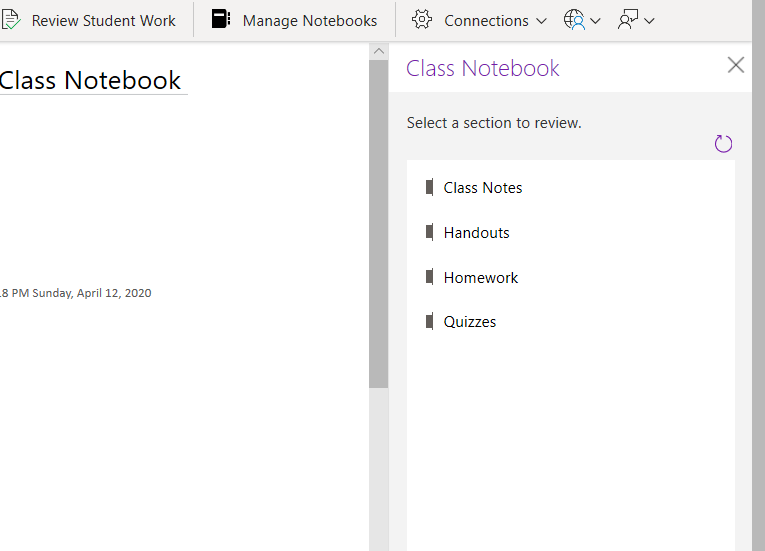 Review Student Work
Manage Notebooks
Connections
Class Notebook
8 PM Sunday, April 12, 2020
Class Notebook
Select a section to review.
Class Notes
Handouts
Homework
Quizzes